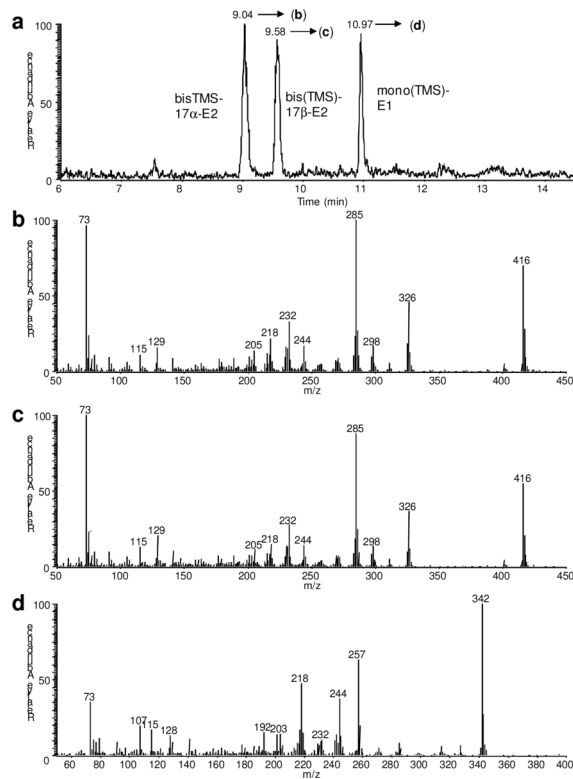 a
9.04 (b)
9.58 (c)
10.97 (d)
bisTMS-
17α-E2
bis(TMS)-
17β-E2
mono(TMS)-
E1
100
50
0
6 7 8 9 10 11 12 13 14
Time (min)
b
73 285 416
326
232
218
115 129 205 244 298
100
50
0
50 100 150 200 250 300 350 400 450
m/z
c
73 285
416
326
232
115 129 205 218 244 298
100
50
0
50 100 150 200 250 300 350 400 450
m/z
d
342
257
218
244
73
107 115 128 192 203 232
100
50
0
60 80 100 120 140 160 180 200 220 240 260 280 300 320 340 360 380 400
m/z